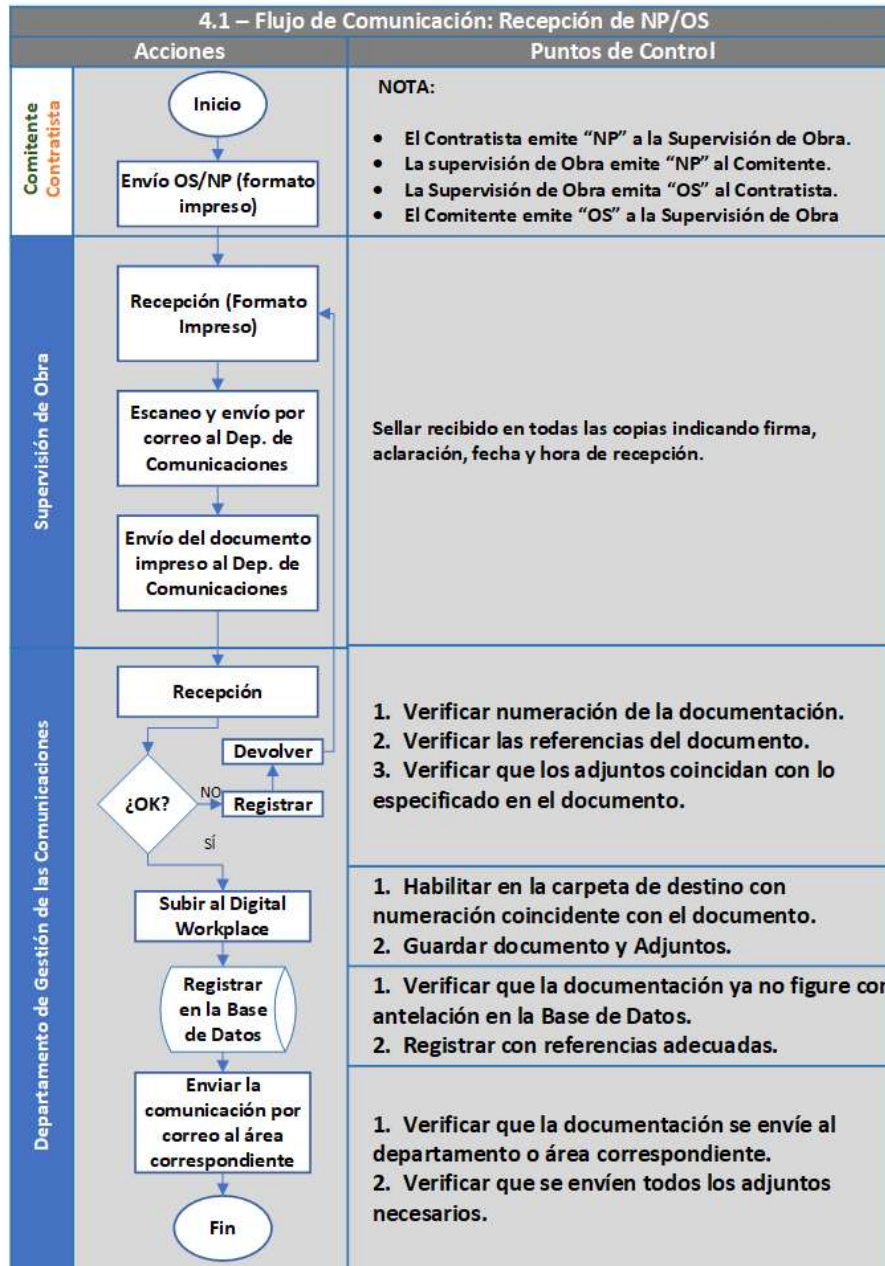 4.1 – Flujo de Comunicación: Recepción de NP/OS
Acciones
Puntos de Control
Comitente
Contratista
Inicio
Envío OS/NP (formato
impreso)
NOTA:
• El Contratista emite “NP” a la Supervisión de Obra.
• La supervisión de Obra emite “NP” al Comitente.
• La Supervisión de Obra emita “OS” al Contratista.
• El Comitente emite “OS” a la Supervisión de Obra
Supervisión de Obra
Recepción (Formato
Impreso)
Escaneo y envío por
correo al Dep. de
Comunicaciones
Envío del documento
impreso al Dep. de
Comunicaciones
Sellar recibido en todas las copias indicando firma,
aclaración, fecha y hora de recepción.
Departamento de Gestión de las Comunicaciones
Recepción
Devolver
¿OK?
NO
Registrar
SÍ
1. Verificar numeración de la documentación.
2. Verificar las referencias del documento.
3. Verificar que los adjuntos coincidan con lo
especificado en el documento.
Subir al Digital
Workplace
1. Habilitar en la carpeta de destino con
numeración coincidente con el documento.
2. Guardar documento y Adjuntos.
Registrar
en la Base
de Datos
1. Verificar que la documentación ya no figure con
antelación en la Base de Datos.
2. Registrar con referencias adecuadas.
Enviar la
comunicación por
correo al área
correspondiente
1. Verificar que la documentación se envíe al
departamento o área correspondiente.
2. Verificar que se envíen todos los adjuntos
necesarios.
Fin